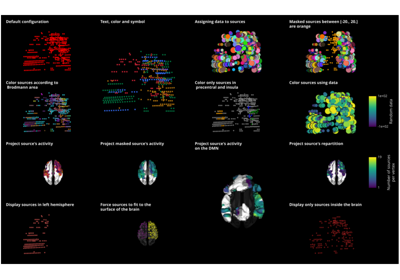 Default configuration
Text, color and symbol
Assigning data to sources
Masked sources between [-20., 20.]
are orange
Color sources according to
Brodmann area
Color only sources in
precentral and insula
Color sources using data
Random data
Project source's activity
Project masked source's activity
Project source's activity
on the DMN
Project source's repartition
Number of sources
per vertex
Display sources in left hemisphere
Force sources to fit to the
surface of the brain
Display only sources inside the brain